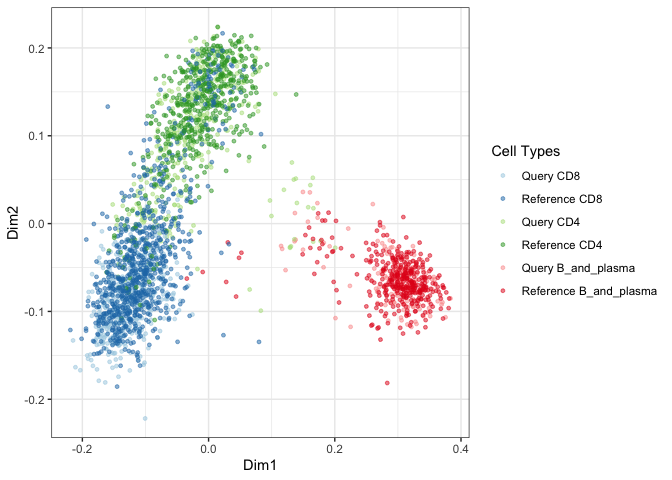 0.2
0.1
0.0
-0.1
-0.2
Dim2
-0.2
0.0
0.2
0.4
Dim1
Cell Types
Query CD8
Reference CD8
Query CD4
Reference CD4
Query B_and_plasma
Reference B_and_plasma